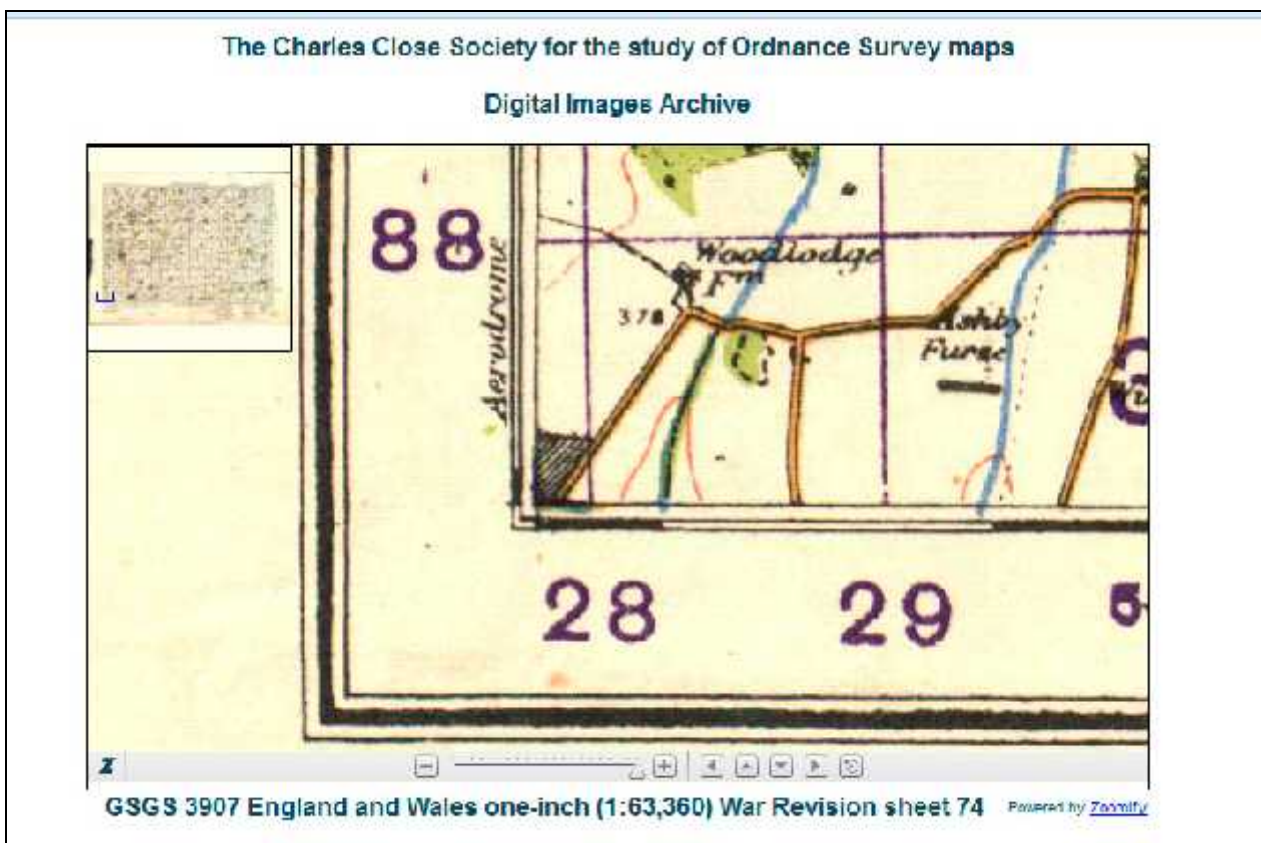 The Charles Close Society for the study of Ordnance Survey maps
Digital Images Archive
88
Aerodrome
Woodlodge
Fm
378
Ashby
Furze
28
29
GSGS 3907 England and Wales one-inch (1:63,360) War Revision sheet 74
Powered by Zoomify